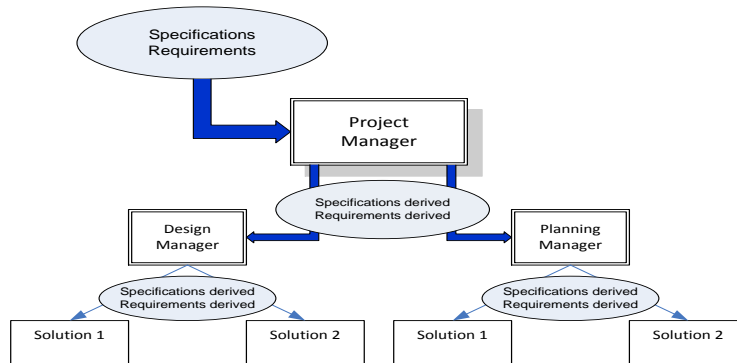 Specifications
Requirements
Project
Manager
Specifications derived
Requirements derived
Design
Manager
Planning
Manager
Specifications derived
Requirements derived
Specifications derived
Requirements derived
Solution 1
Solution 2
Solution 1
Solution 2